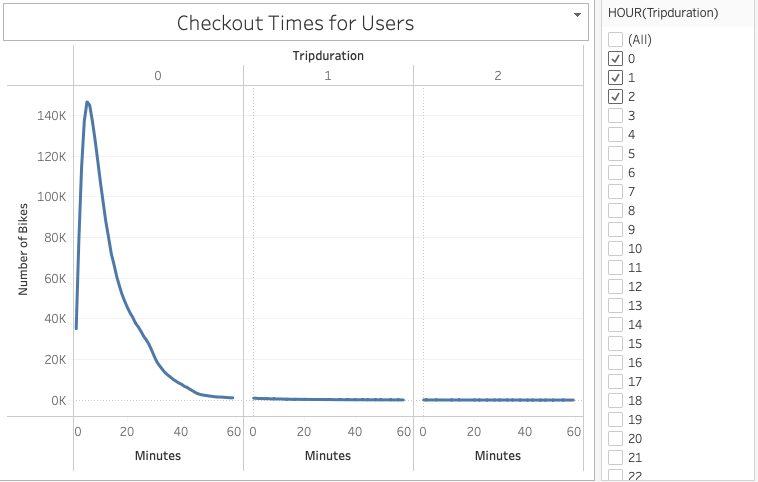 Checkout Times for Users
Tripduration
0 1 2
140K
120K
100K
80K
60K
40K
20K
0K
Number of Bikes
0 20 40 60 0 20 40 60 0 20 40 60
Minutes Minutes Minutes
HOUR(Tripduration)
(All)
0
1
2
3
4
5
6
7
8
9
10
11
12
13
14
15
16
17
18
19
20
21
22